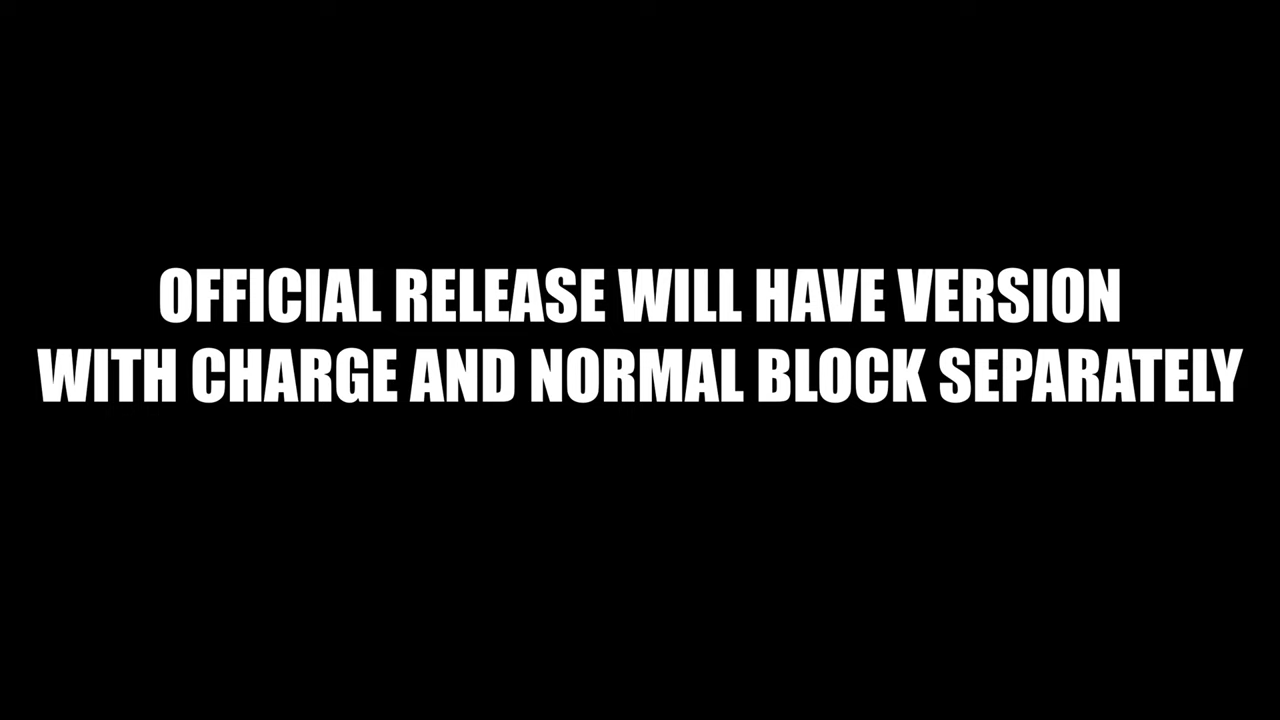 OFFICIAL RELEASE WILL HAVE VERSION
WITH CHARGE AND NORMAL BLOCK SEPARATELY